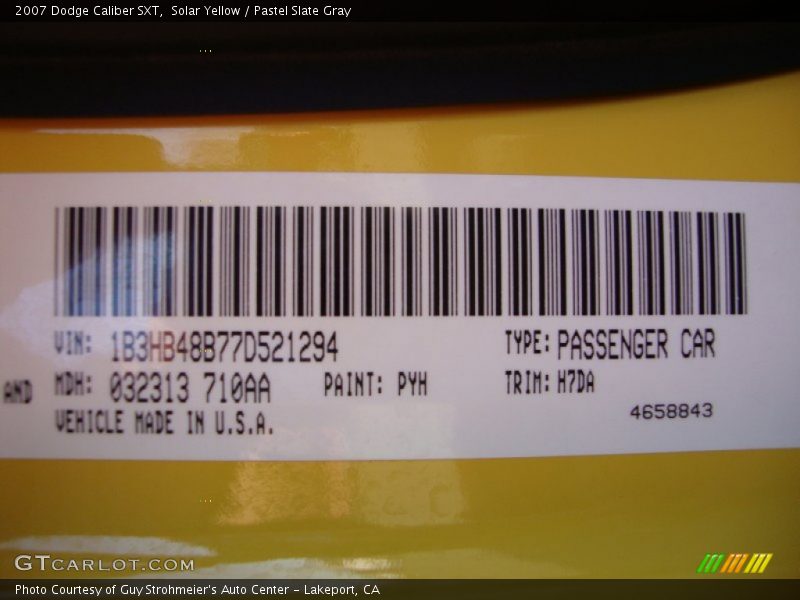 2007 Dodge Caliber SXT,  Solar Yellow / Pastel Slate Gray
VIN: 1B3HB48B77D521294 TYPE: PASSENGER CAR
AND MDH: 032313 710AA PAINT: PYH TRIM: H7DA
VEHICLE MADE IN U.S.A. 4658843
GTCARLOT.COM
Photo Courtesy of Guy Strohmeier's Auto Center - Lakeport, CA